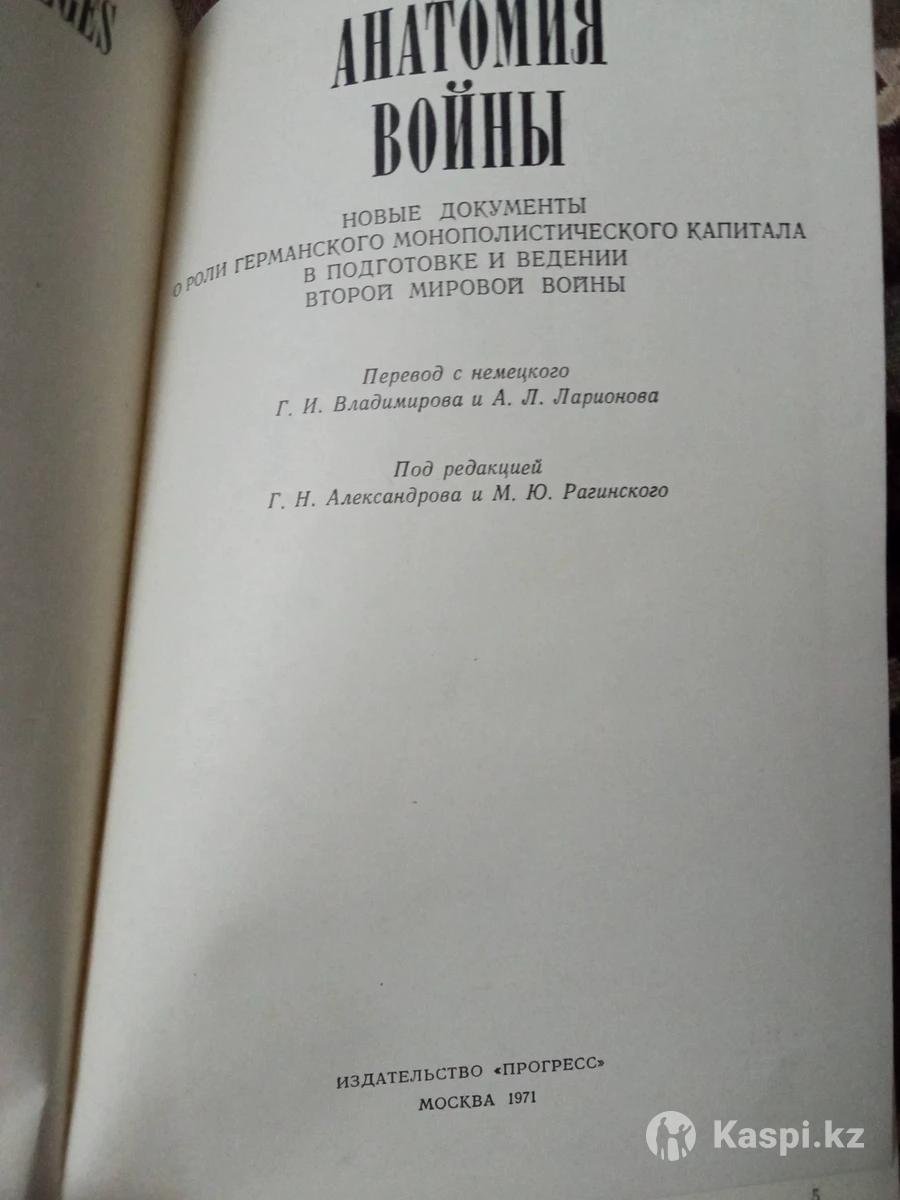 АНАТОМИЯ
ВОЙНЫ
НОВЫЕ ДОКУМЕНТЫ
О РОЛИ ГЕРМАНСКОГО МОНОПОЛИСТИЧЕСКОГО КАПИТАЛА
В ПОДГОТОВКЕ И ВЕДЕНИИ
ВТОРОЙ МИРОВОЙ ВОЙНЫ
Перевод с немецкого
Г. И. Владимирова и А. Л. Ларионова
Под редакцией
Г. Н. Александрова и М. Ю. Рагинского
ИЗДАТЕЛЬСТВО «ПРОГРЕСС»
МОСКВА 1971
Kaspi.kz
5